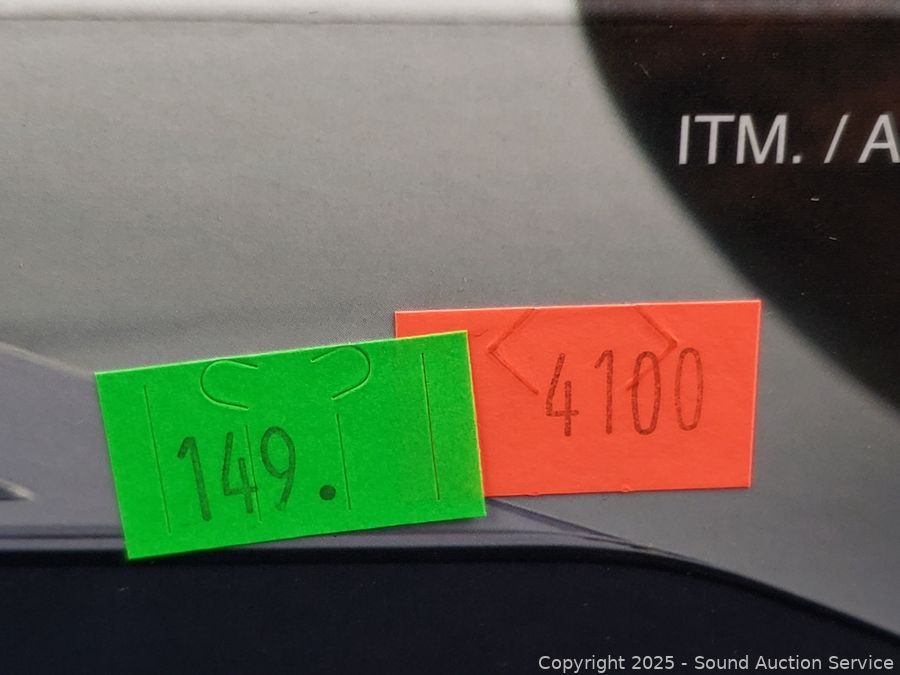 ITM. / A
4100
149.
Copyright 2025 - Sound Auction Service